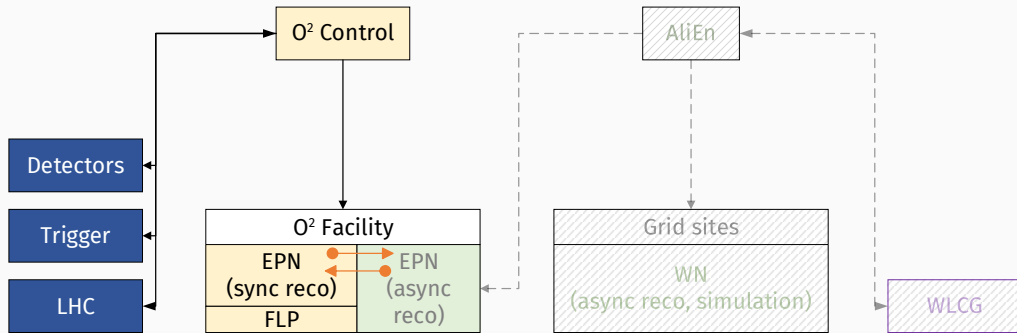 O² Control
AliEn
Detectors
Trigger
LHC
O² Facility
EPN
(sync reco)
FLP
EPN
(async
reco)
Grid sites
WN
(async reco, simulation)
WLCG